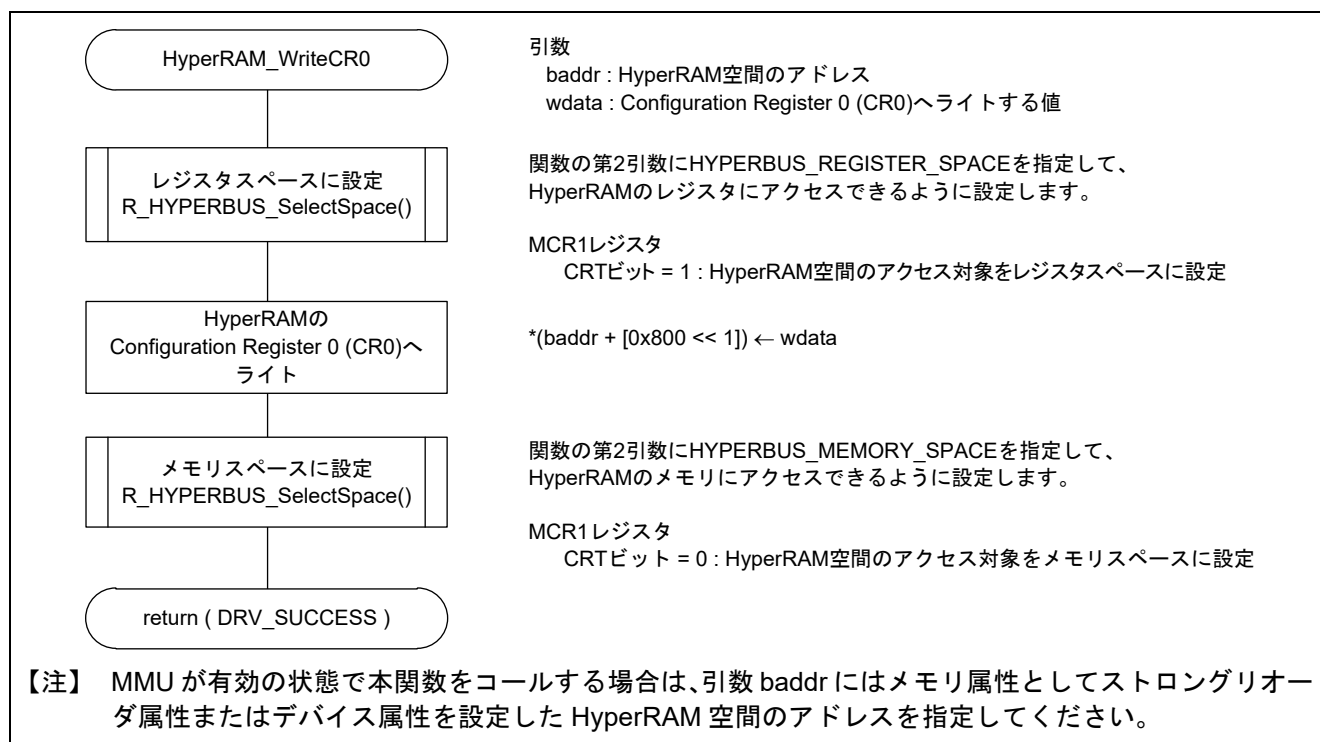 HyperRAM_WriteCR0
引数
baddr : HyperRAM空間のアドレス
wdata : Configuration Register 0 (CR0)へライトする値
レジスタスペースに設定
R_HYPERBUS_SelectSpace()
関数の第2引数にHYPERBUS_REGISTER_SPACEを指定して、
HyperRAMのレジスタにアクセスできるように設定します。
MCR1レジスタ
CRTビット = 1 : HyperRAM空間のアクセス対象をレジスタスペースに設定
HyperRAMの
Configuration Register 0 (CR0)へ
ライト
*(baddr + [0x800 << 1]) ← wdata
メモリスペースに設定
R_HYPERBUS_SelectSpace()
関数の第2引数にHYPERBUS_MEMORY_SPACEを指定して、
HyperRAMのメモリにアクセスできるように設定します。
MCR1レジスタ
CRTビット = 0 : HyperRAM空間のアクセス対象をメモリスペースに設定
return ( DRV_SUCCESS )
【注】 MMU が有効の状態で本関数をコールする場合は、引数 baddr にはメモリ属性としてストロングリオー
ダ属性またはデバイス属性を設定した HyperRAM 空間のアドレスを指定してください。